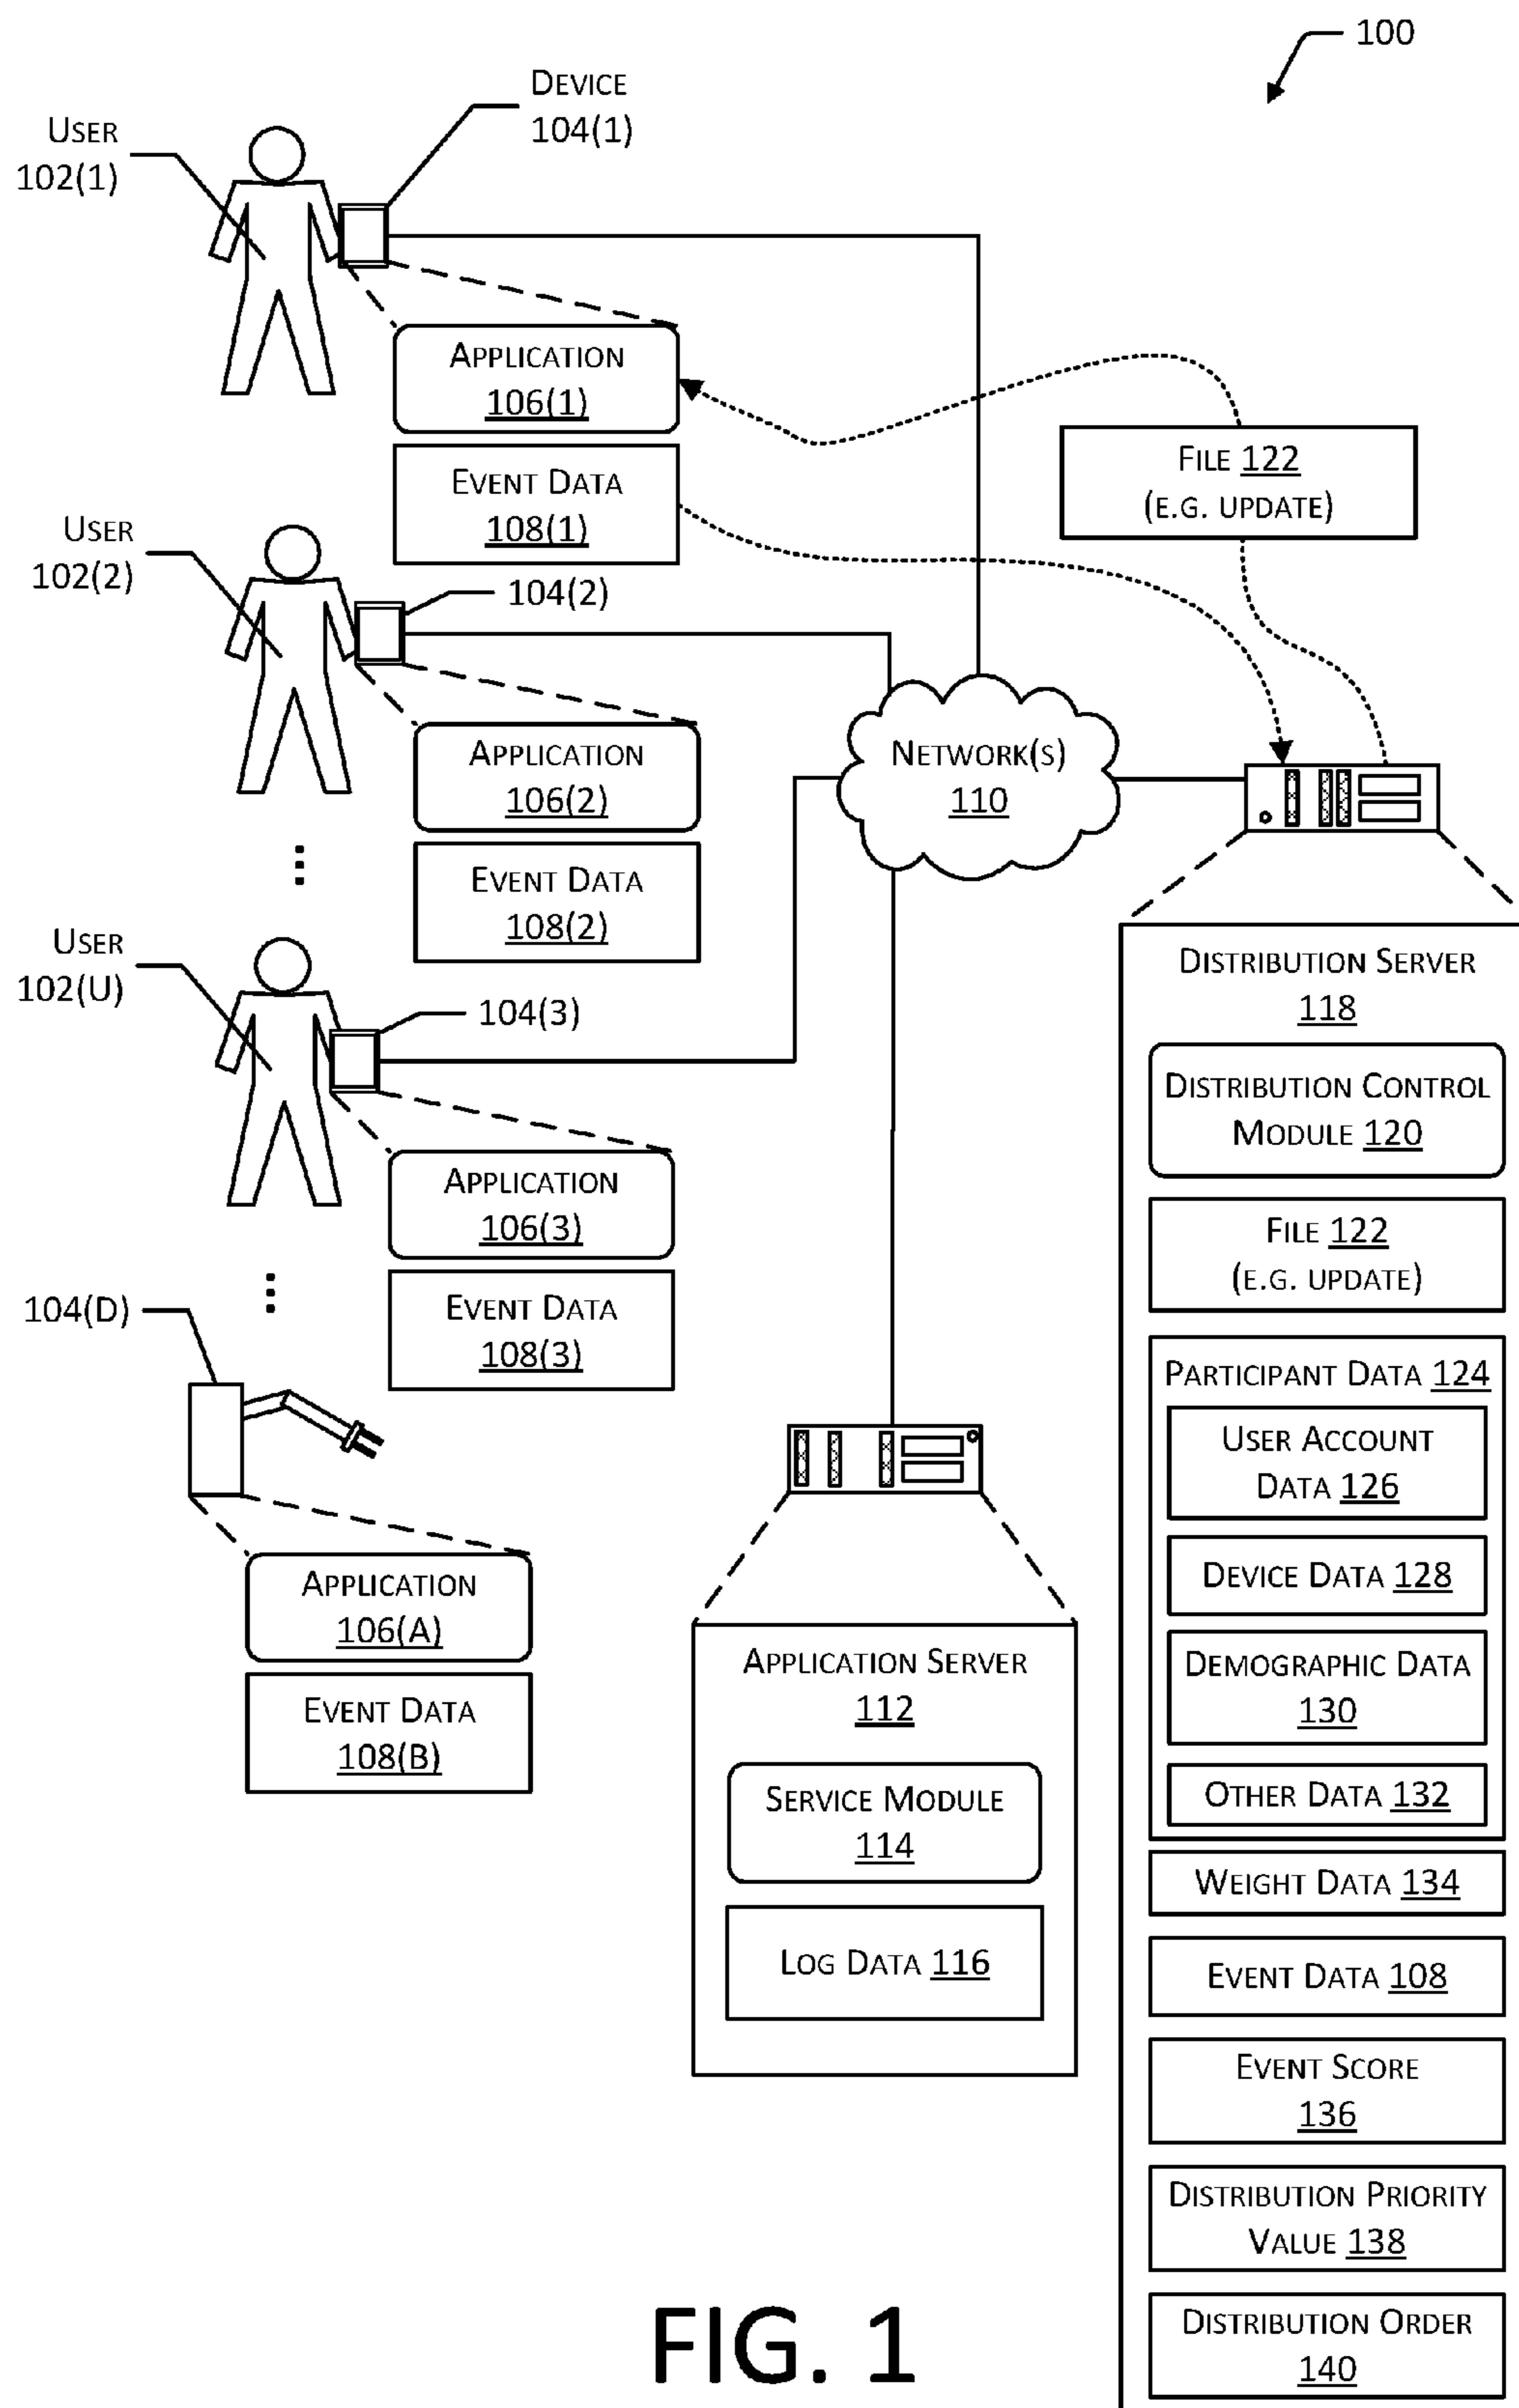 100
DEVICE
104(1)
USER
102(1)
APPLICATION
106(1)
EVENT DATA
108(1)
FILE 122
(E.G. UPDATE)
USER
102(2)
104(2)
APPLICATION
106(2)
EVENT DATA
108(2)
NETWORK(S)
110
USER
102(U)
104(3)
APPLICATION
106(3)
EVENT DATA
108(3)
104(D)
APPLICATION
106(A)
EVENT DATA
108(B)
APPLICATION SERVER
112
SERVICE MODULE
114
LOG DATA 116
DISTRIBUTION SERVER
118
DISTRIBUTION CONTROL
MODULE 120
FILE 122
(E.G. UPDATE)
PARTICIPANT DATA 124
USER ACCOUNT
DATA 126
DEVICE DATA 128
DEMOGRAPHIC DATA
130
OTHER DATA 132
WEIGHT DATA 134
EVENT DATA 108
EVENT SCORE
136
DISTRIBUTION PRIORITY
VALUE 138
DISTRIBUTION ORDER
140
FIG. 1